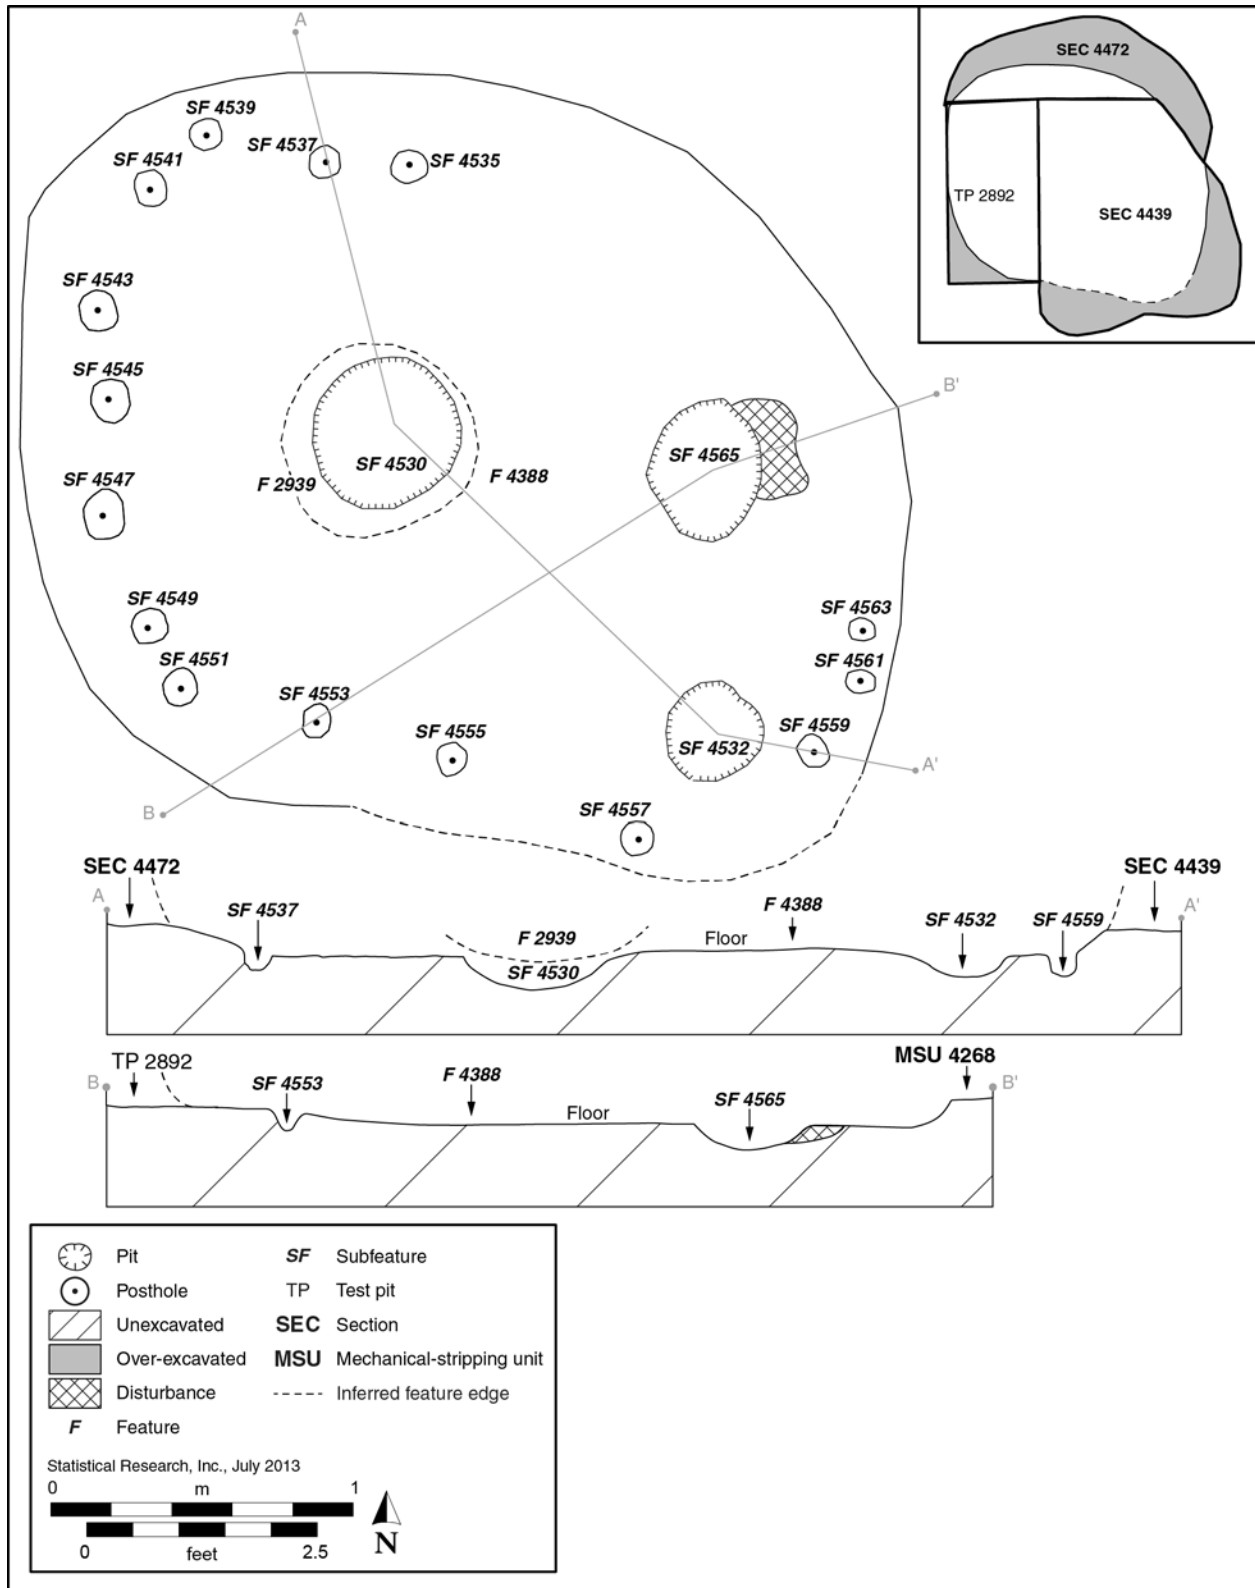 A
SF 4539
SF 4537
SF 4541
SF 4535
SEC 4472
TP 2892
SEC 4439
SF 4543
SF 4545
B'
SF 4565
SF 4530
F 2939
F 4388
SF 4547
SF 4549
SF 4563
SF 4551
SF 4561
SF 4553
SF 4555
SF 4559
SF 4532
A'
B
SF 4557
SEC 4472
SEC 4439
A
SF 4537
F 4388
A'
F 2939
Floor
SF 4532
SF 4559
SF 4530
TP 2892
MSU 4268
B
SF 4553
F 4388
B'
SF 4565
Floor
Pit
SF Subfeature
Posthole
TP Test pit
Unexcavated
SEC Section
Over-excavated
MSU Mechanical-stripping unit
Disturbance
Inferred feature edge
F Feature
Statistical Research, Inc., July 2013
0 m 1
N
0 feet 2.5